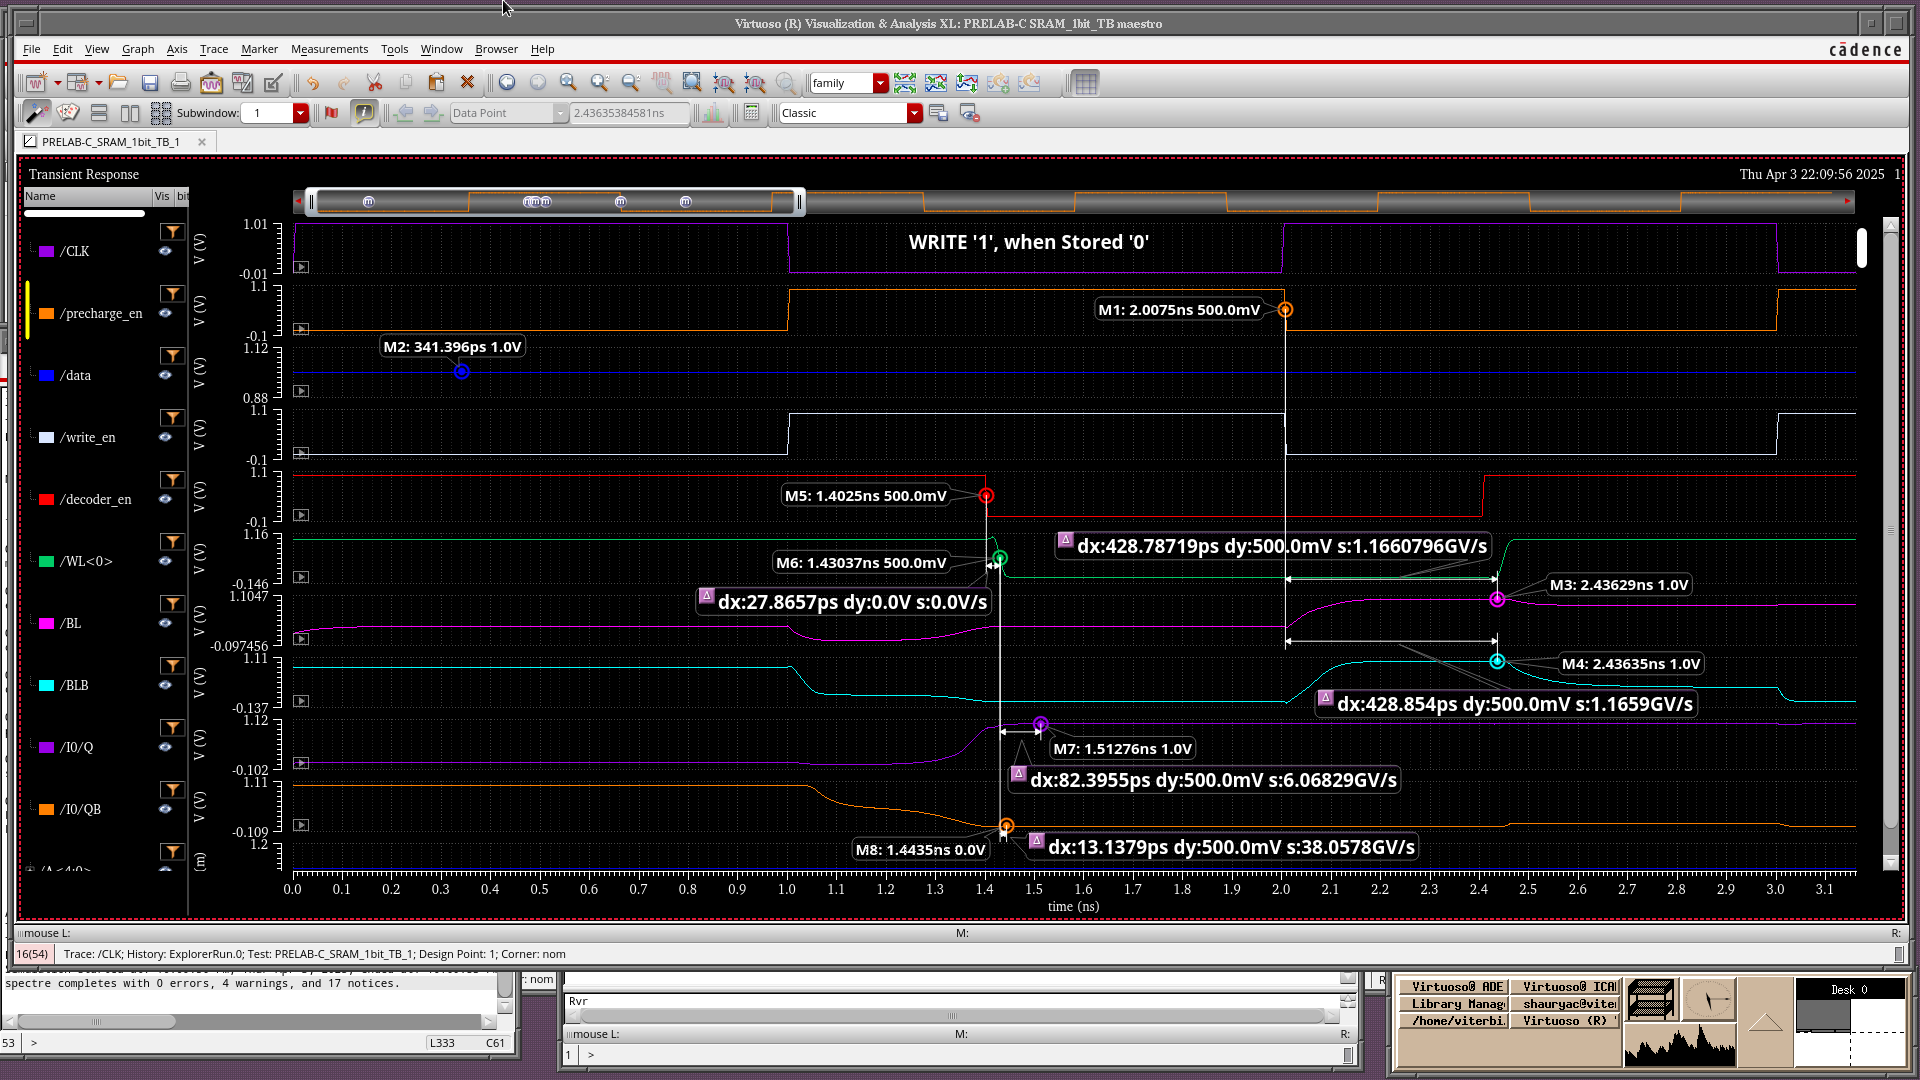 Virtuoso (R) Visualization & Analysis XL: PRELAB-C SRAM_1bit_TB maestro
File Edit View Graph Axis Trace Marker Measurements Tools Window Browser Help
cādence
family
Subwindow: 1
Data Point
2.43635384581ns
Classic
PRELAB-C_SRAM_1bit_TB_1
Transient Response
Thu Apr 3 22:09:56 2025 1
Name Vis bit
/CLK
V (V)
1.01
-0.01
WRITE '1', when Stored '0'
/precharge_en
V (V)
1.1
-0.1
M1: 2.0075ns 500.0mV
/data
V (V)
1.12
0.88
M2: 341.396ps 1.0V
/write_en
V (V)
1.1
-0.1
/decoder_en
V (V)
1.1
-0.1
M5: 1.4025ns 500.0mV
/WL<0>
V (V)
1.16
-0.146
M6: 1.43037ns 500.0mV
dx:428.78719ps dy:500.0mV s:1.1660796GV/s
dx:27.8657ps dy:0.0V s:0.0V/s
/BL
V (V)
1.1047
-0.097456
M3: 2.43629ns 1.0V
/BLB
V (V)
1.11
-0.137
M4: 2.43635ns 1.0V
dx:428.854ps dy:500.0mV s:1.1659GV/s
/I0/Q
V (V)
1.12
-0.102
M7: 1.51276ns 1.0V
dx:82.3955ps dy:500.0mV s:6.06829GV/s
/I0/QB
V (V)
1.11
-0.109
M8: 1.4435ns 0.0V
dx:13.1379ps dy:500.0mV s:38.0578GV/s
1.2
0.0 0.1 0.2 0.3 0.4 0.5 0.6 0.7 0.8 0.9 1.0 1.1 1.2 1.3 1.4 1.5 1.6 1.7 1.8 1.9 2.0 2.1 2.2 2.3 2.4 2.5 2.6 2.7 2.8 2.9 3.0 3.1
time (ns)
mouse L: M: R:
16(54) Trace: /CLK; History: ExplorerRun.0; Test: PRELAB-C_SRAM_1bit_TB_1; Design Point: 1; Corner: nom
spectre completes with 0 errors, 4 warnings, and 17 notices.
53 > L333 C61
r: nom
Rvr
mouse L: M: R:
1 >
Virtuoso® ADE Virtuoso® ICA
Library Manag shauryac@vite
/home/viterbi. Virtuoso (R)
Desk 0